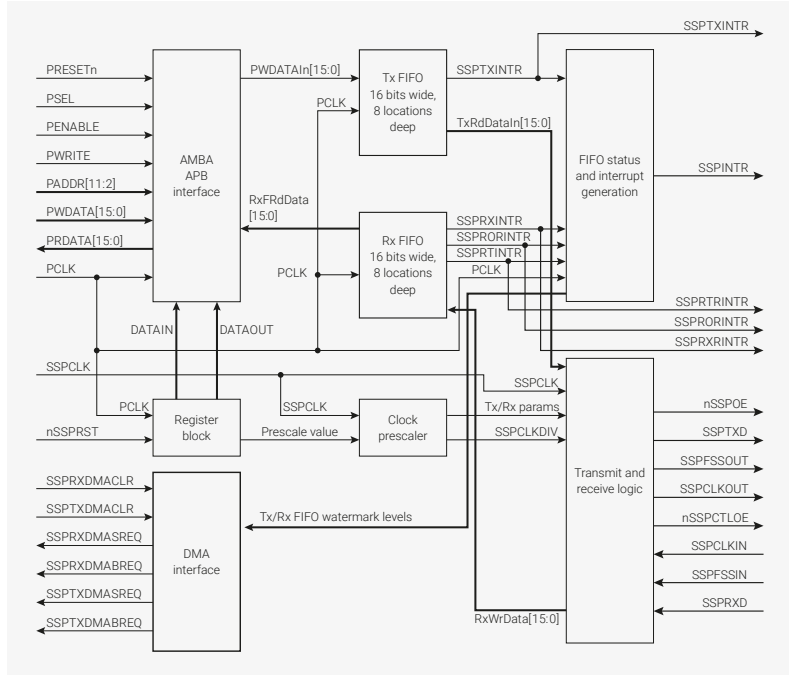 SSPTXINTR
PRESETn
PWDATAIn[15:0]
Tx FIFO
16 bits wide,
8 locations
deep
SSPTXINTR
PSEL
PCLK
PENABLE
TxRdDataIn[15:0]
PWRITE
AMBA
APB
interface
FIFO status
and interrupt
generation
SSPINTR
PADDR[11:2]
PWDATA[15:0]
RxFRdData
[15:0]
PRDATA[15:0]
Rx FIFO
16 bits wide,
8 locations
deep
SSPRXINTR
SSPRORINTR
SSPRTINTR
PCLK
PCLK
PCLK
SSPRTRINTR
DATAIN
DATAOUT
SSPRORINTR
SSPRXRINTR
SSPCLK
SSPCLK
PCLK
SSPCLK
Tx/Rx params
nSSPOE
Register
block
Clock
prescaler
nSSPRST
Prescale value
SSPCLKDIV
SSPTXD
Transmit and
receive logic
SSPFSSOUT
SSPRXDMACLR
SSPCLKOUT
SSPTXDMACLR
Tx/Rx FIFO watermark levels
nSSPCTLOE
SSPRXDMASREQ
DMA
interface
SSPCLKIN
SSPRXDMABREQ
SSPFSSIN
SSPTXDMASREQ
SSPRXD
SSPTXDMABREQ
RxWrData[15:0]